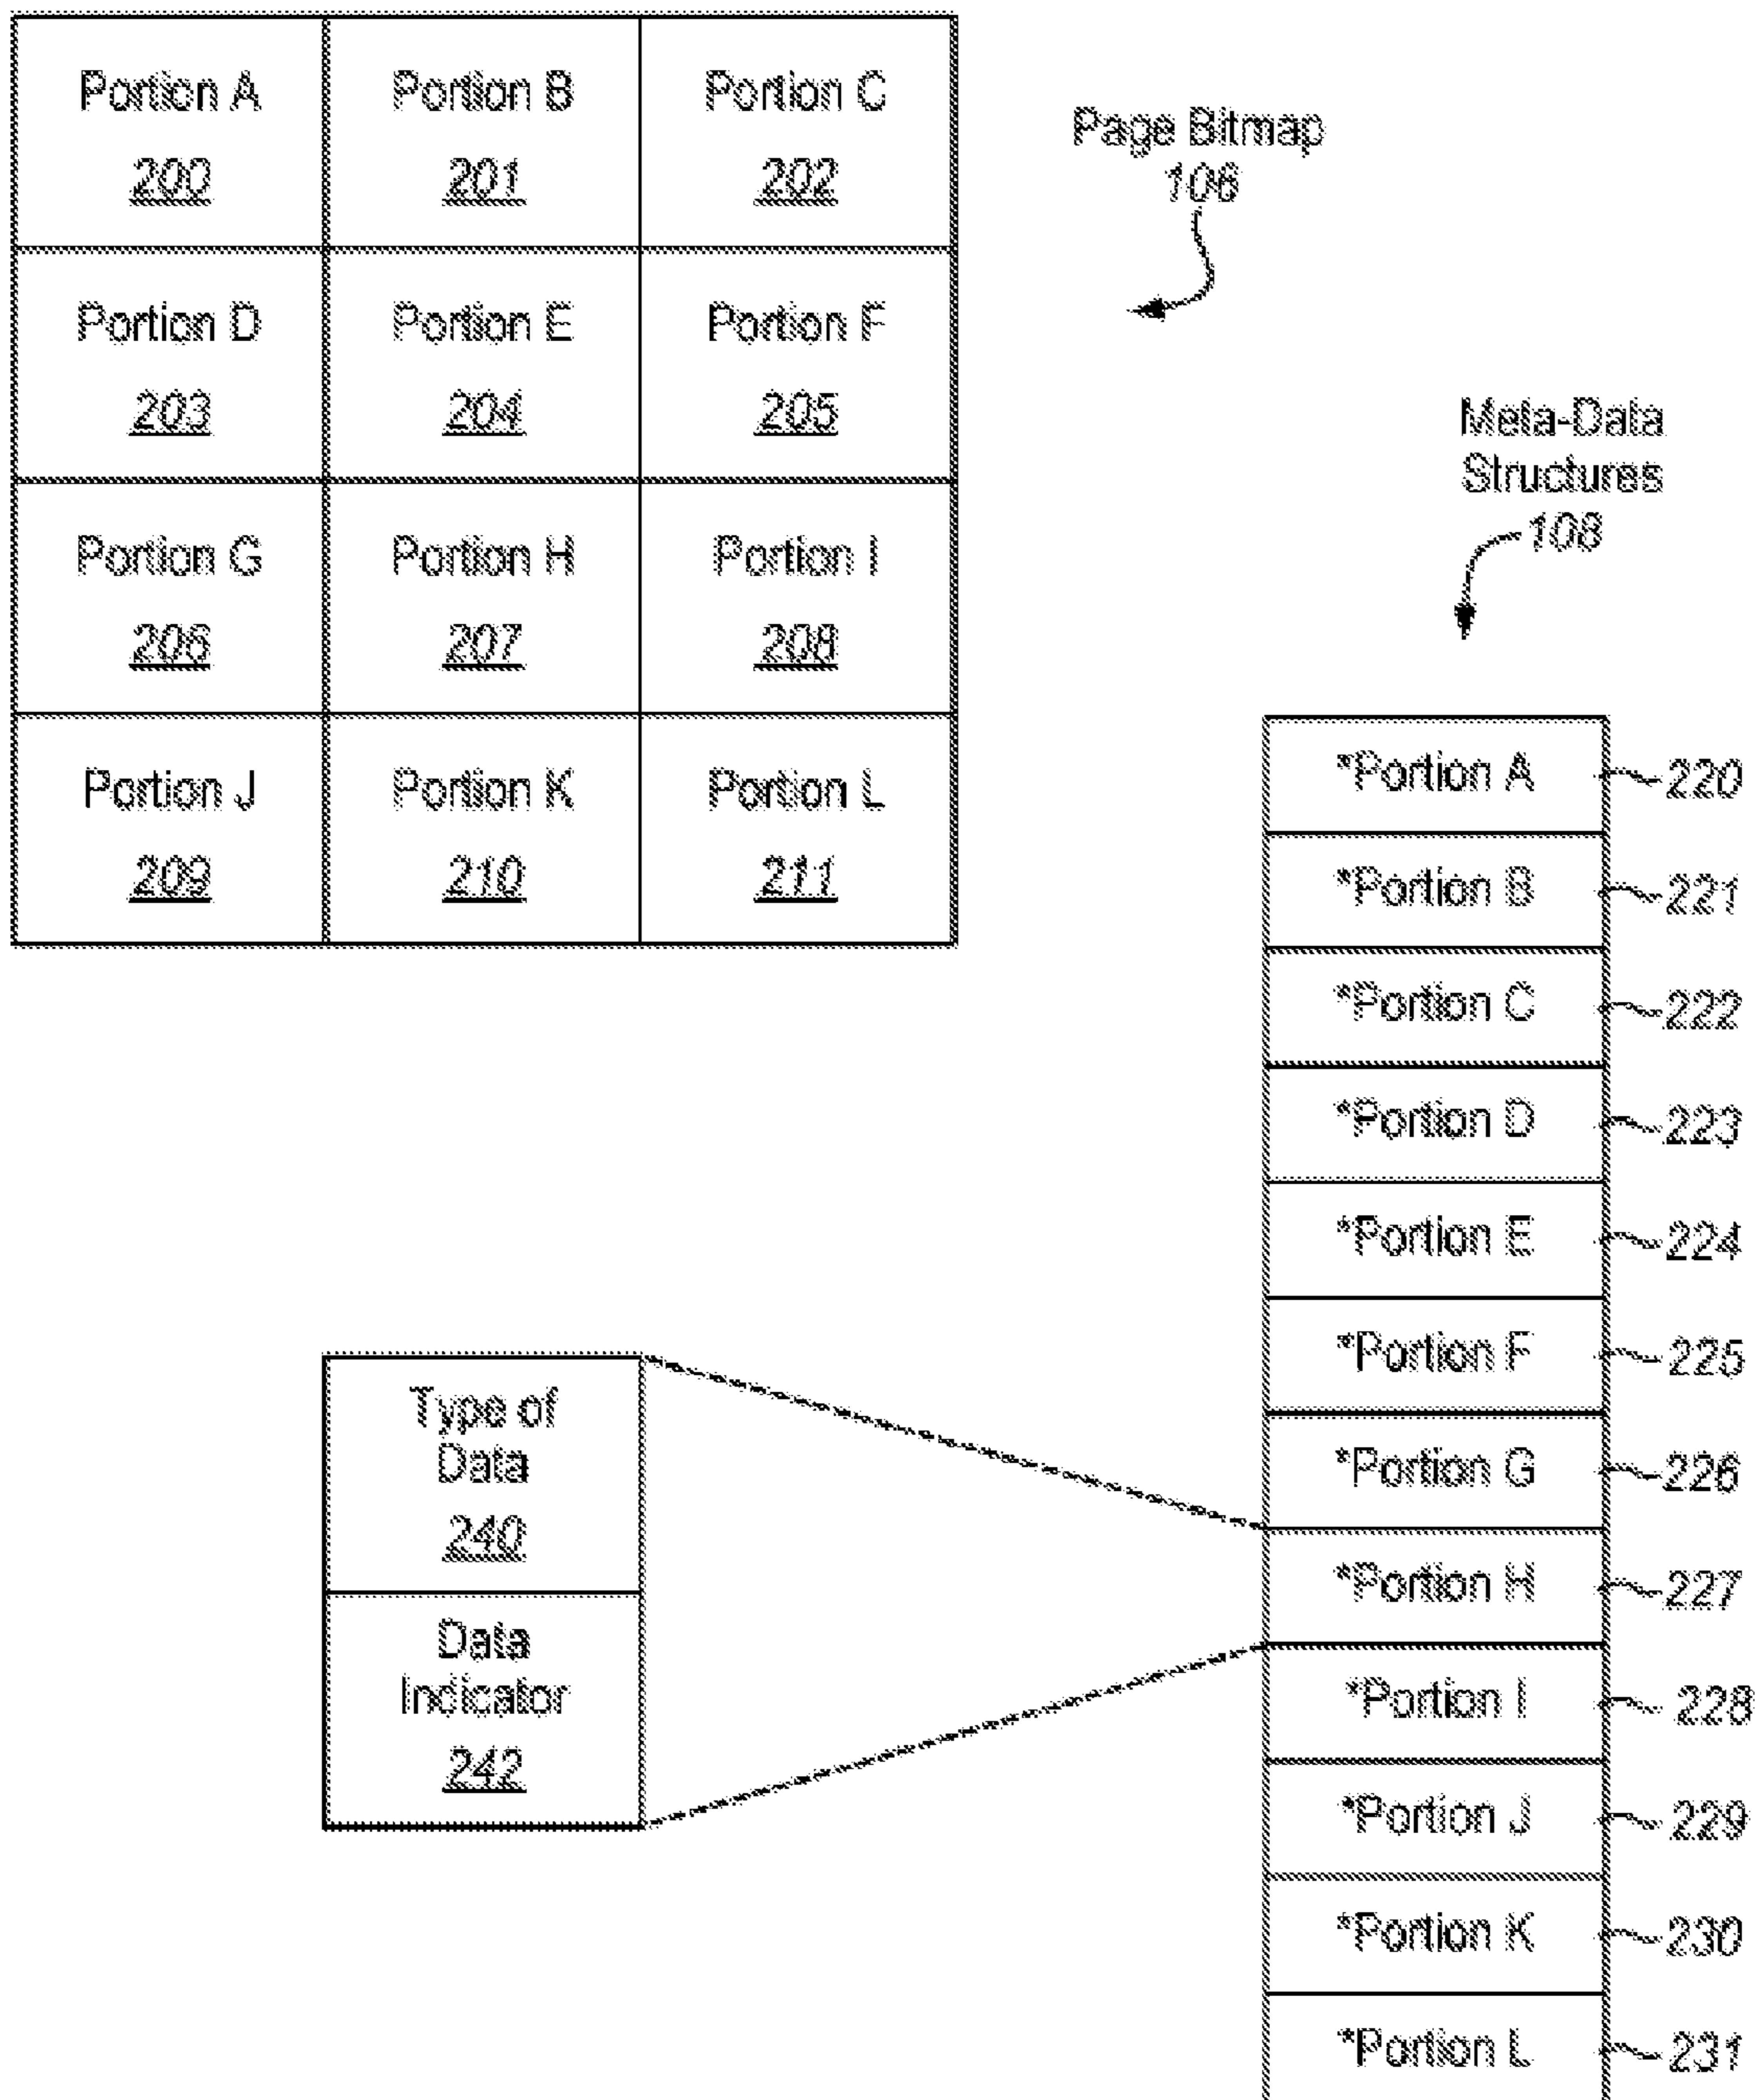 Portion A
200
Portion B
201
Portion C
202
Portion D
203
Portion E
204
Portion F
205
Portion G
206
Portion H
207
Portion I
208
Portion J
209
Portion K
210
Portion L
211
Page Bitmap
106
Meta-Data
Structures
108
*Portion A
220
*Portion B
221
*Portion C
222
*Portion D
223
*Portion E
224
*Portion F
225
*Portion G
226
*Portion H
227
*Portion I
228
*Portion J
229
*Portion K
230
*Portion L
231
Type of
Data
240
Data
Indicator
242